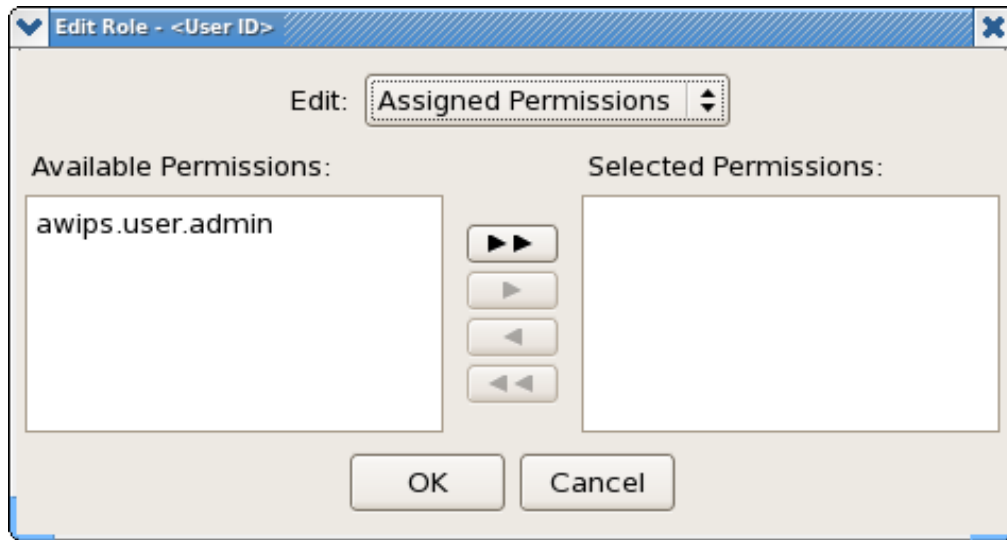 Edit Role - <User ID>
Edit: Assigned Permissions
Available Permissions:
Selected Permissions:
awips.user.admin
OK
Cancel